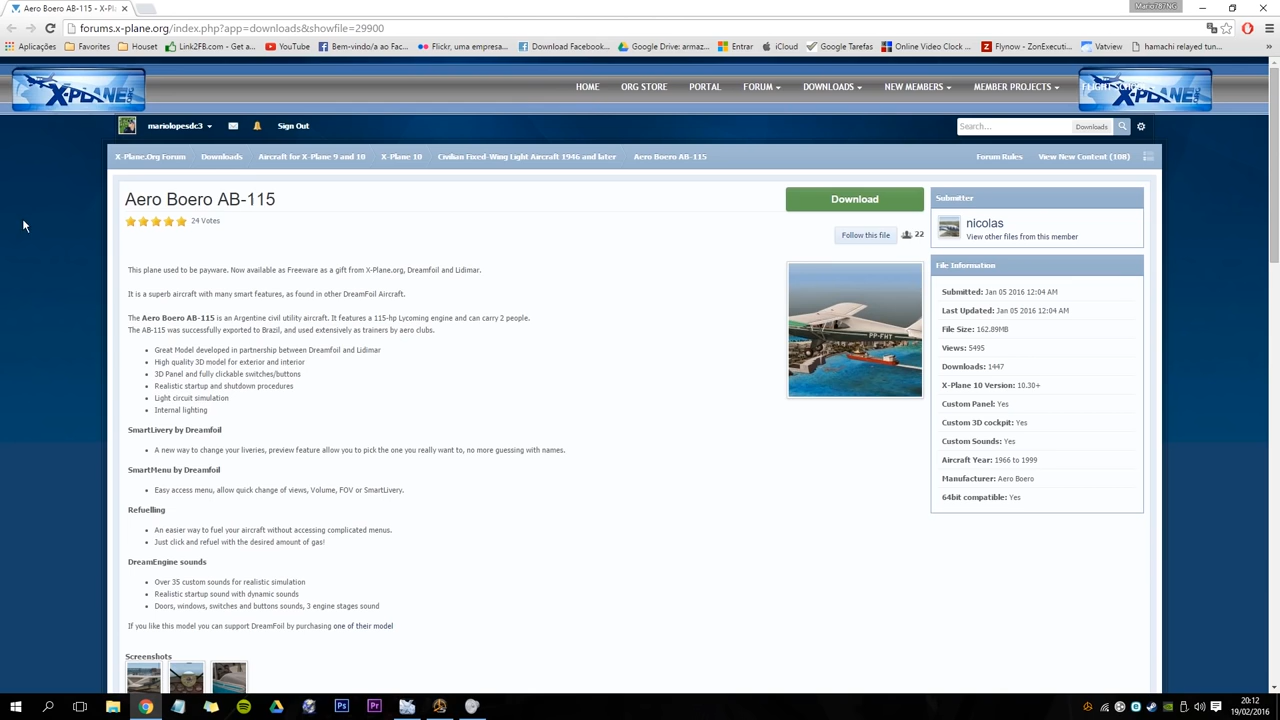 Aero Boero AB-115 - X-Pl
Mario787NG
forums.x-plane.org/index.php?app=downloads&showfile=29900
Aplicações
Favorites
Houset
Link2FB.com - Get a...
YouTube
Bem-vindo/a ao Fac...
Flickr, uma empresa...
Download Facebook...
Google Drive: armaz...
Entrar
iCloud
Google Tarefas
Online Video Clock ...
Flynow - ZonExecuti...
Vatview
hamachi relayed tun...
X-PLANE.ORG
HOME
ORG STORE
PORTAL
FORUM
DOWNLOADS
NEW MEMBERS
MEMBER PROJECTS
X-PLANE.ORG
mariolopesdc3
Sign Out
Search...
Downloads
X-Plane.Org Forum
Downloads
Aircraft for X-Plane 9 and 10
X-Plane 10
Civilian Fixed-Wing Light Aircraft 1946 and later
Aero Boero AB-115
Forum Rules
View New Content (108)
Aero Boero AB-115
24 Votes
Download
Follow this file
22
This plane used to be payware. Now available as Freeware as a gift from X-Plane.org, Dreamfoil and Lidimar.
It is a superb aircraft with many smart features, as found in other DreamFoil Aircraft.
The Aero Boero AB-115 is an Argentine civil utility aircraft. It features a 115-hp Lycoming engine and can carry 2 people.
The AB-115 was successfully exported to Brazil, and used extensively as trainers by aero clubs.
Great Model developed in partnership between Dreamfoil and Lidimar
High quality 3D model for exterior and interior
3D Panel and fully clickable switches/buttons
Realistic startup and shutdown procedures
Light circuit simulation
Internal lighting
SmartLivery by Dreamfoil
A new way to change your liveries, preview feature allow you to pick the one you really want to, no more guessing with names.
SmartMenu by Dreamfoil
Easy access menu, allow quick change of views, Volume, FOV or SmartLivery.
Refuelling
An easier way to fuel your aircraft without accessing complicated menus.
Just click and refuel with the desired amount of gas!
DreamEngine sounds
Over 35 custom sounds for realistic simulation
Realistic startup sound with dynamic sounds
Doors, windows, switches and buttons sounds, 3 engine stages sound
If you like this model you can support DreamFoil by purchasing one of their model
Screenshots
PP-FHT
Submitter
nicolas
View other files from this member
File Information
Submitted: Jan 05 2016 12:04 AM
Last Updated: Jan 05 2016 12:04 AM
File Size: 162.89MB
Views: 5495
Downloads: 1447
X-Plane 10 Version: 10.30+
Custom Panel: Yes
Custom 3D cockpit: Yes
Custom Sounds: Yes
Aircraft Year: 1966 to 1999
Manufacturer: Aero Boero
64bit compatible: Yes
20:12
19/02/2016